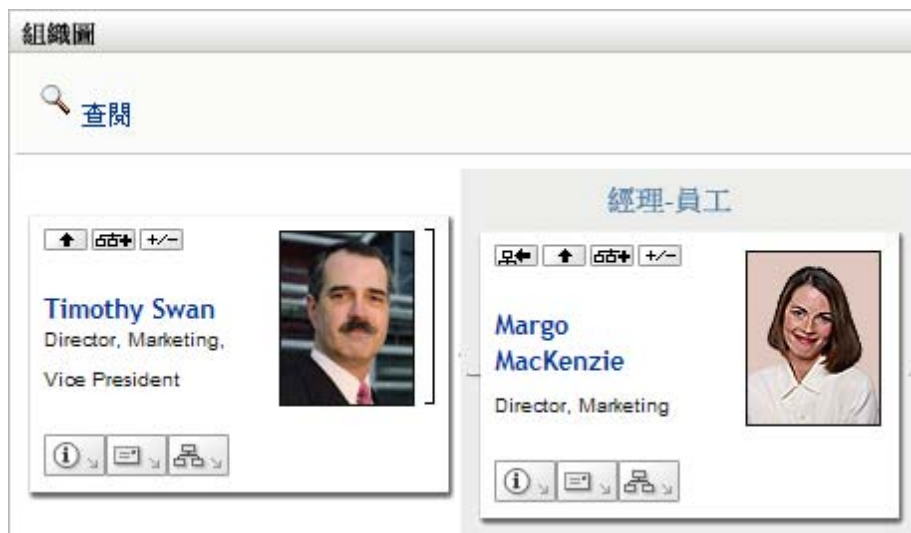 組織圖
查閱
經理-員工
+/-
Timothy Swan
Director, Marketing,
Vice President
+/-
Margo
MacKenzie
Director, Marketing